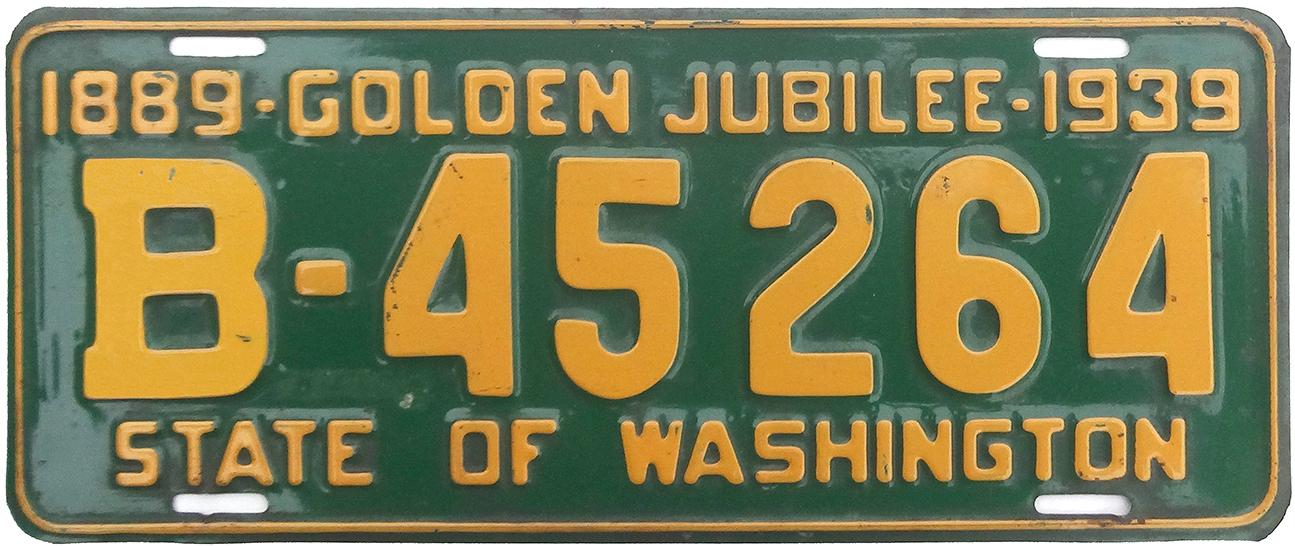 1889-GOLDEN JUBILEE-1939
B-45264
STATE OF WASHINGTON